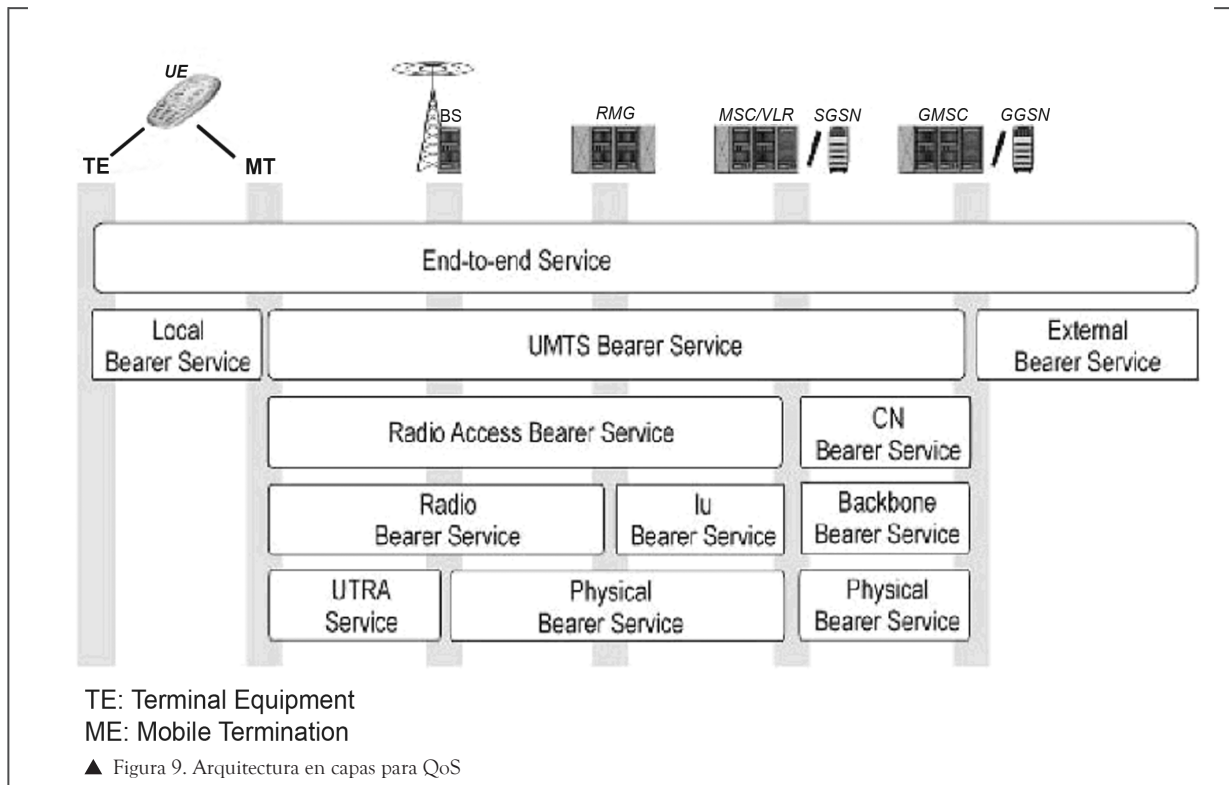 UE
BS
RMG
MSC/VLR
SGSN
GMSC
GGSN
TE
MT
End-to-end Service
Local
Bearer Service
UMTS Bearer Service
External
Bearer Service
Radio Access Bearer Service
CN
Bearer Service
Radio
Bearer Service
Iu
Bearer Service
Backbone
Bearer Service
UTRA
Service
Physical
Bearer Service
Physical
Bearer Service
TE: Terminal Equipment
ME: Mobile Termination
▲ Figura 9. Arquitectura en capas para QoS